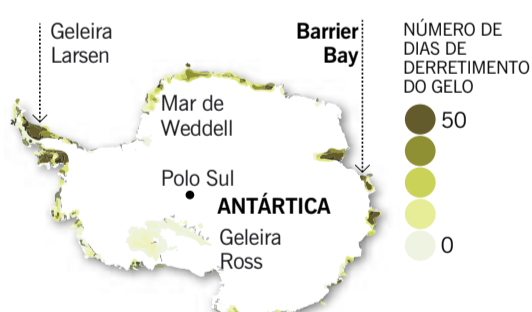 Geleira
Larsen
Barrier
Bay
Mar de
Weddell
Polo Sul
ANTÁRTICA
Geleira
Ross
NÚMERO DE
DIAS DE
DERRETIMENTO
DO GELO
50
0